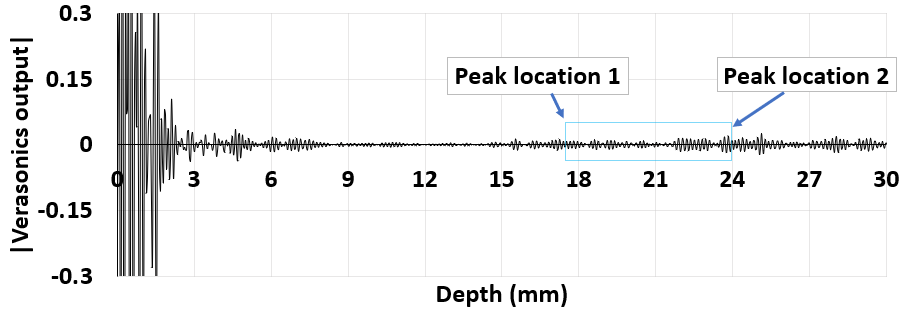 0.3
Peak location 1
Peak location 2
0.15
0
0 3 6 9 12 15 18 21 24 27 30
-0.15
-0.3
|Verasonics output|
Depth (mm)